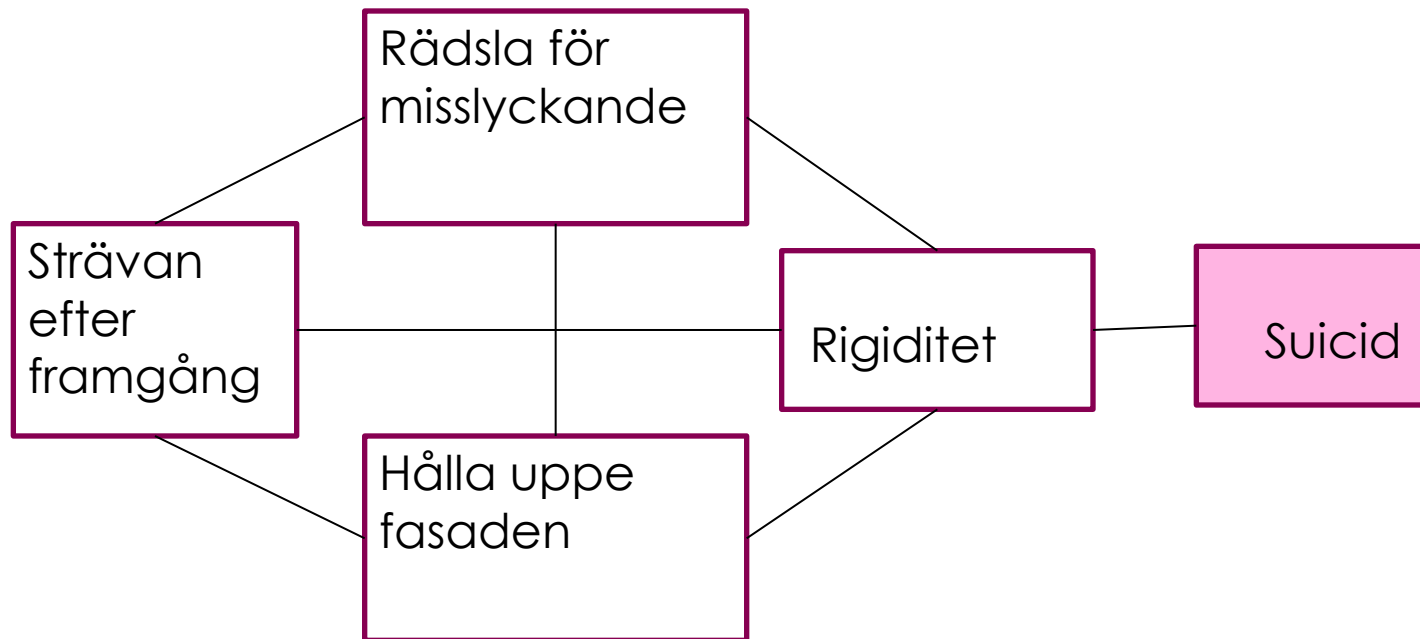 Rädsla för
misslyckande
Strävan
efter
framgång
Rigiditet
Suicid
Hålla uppe
fasaden